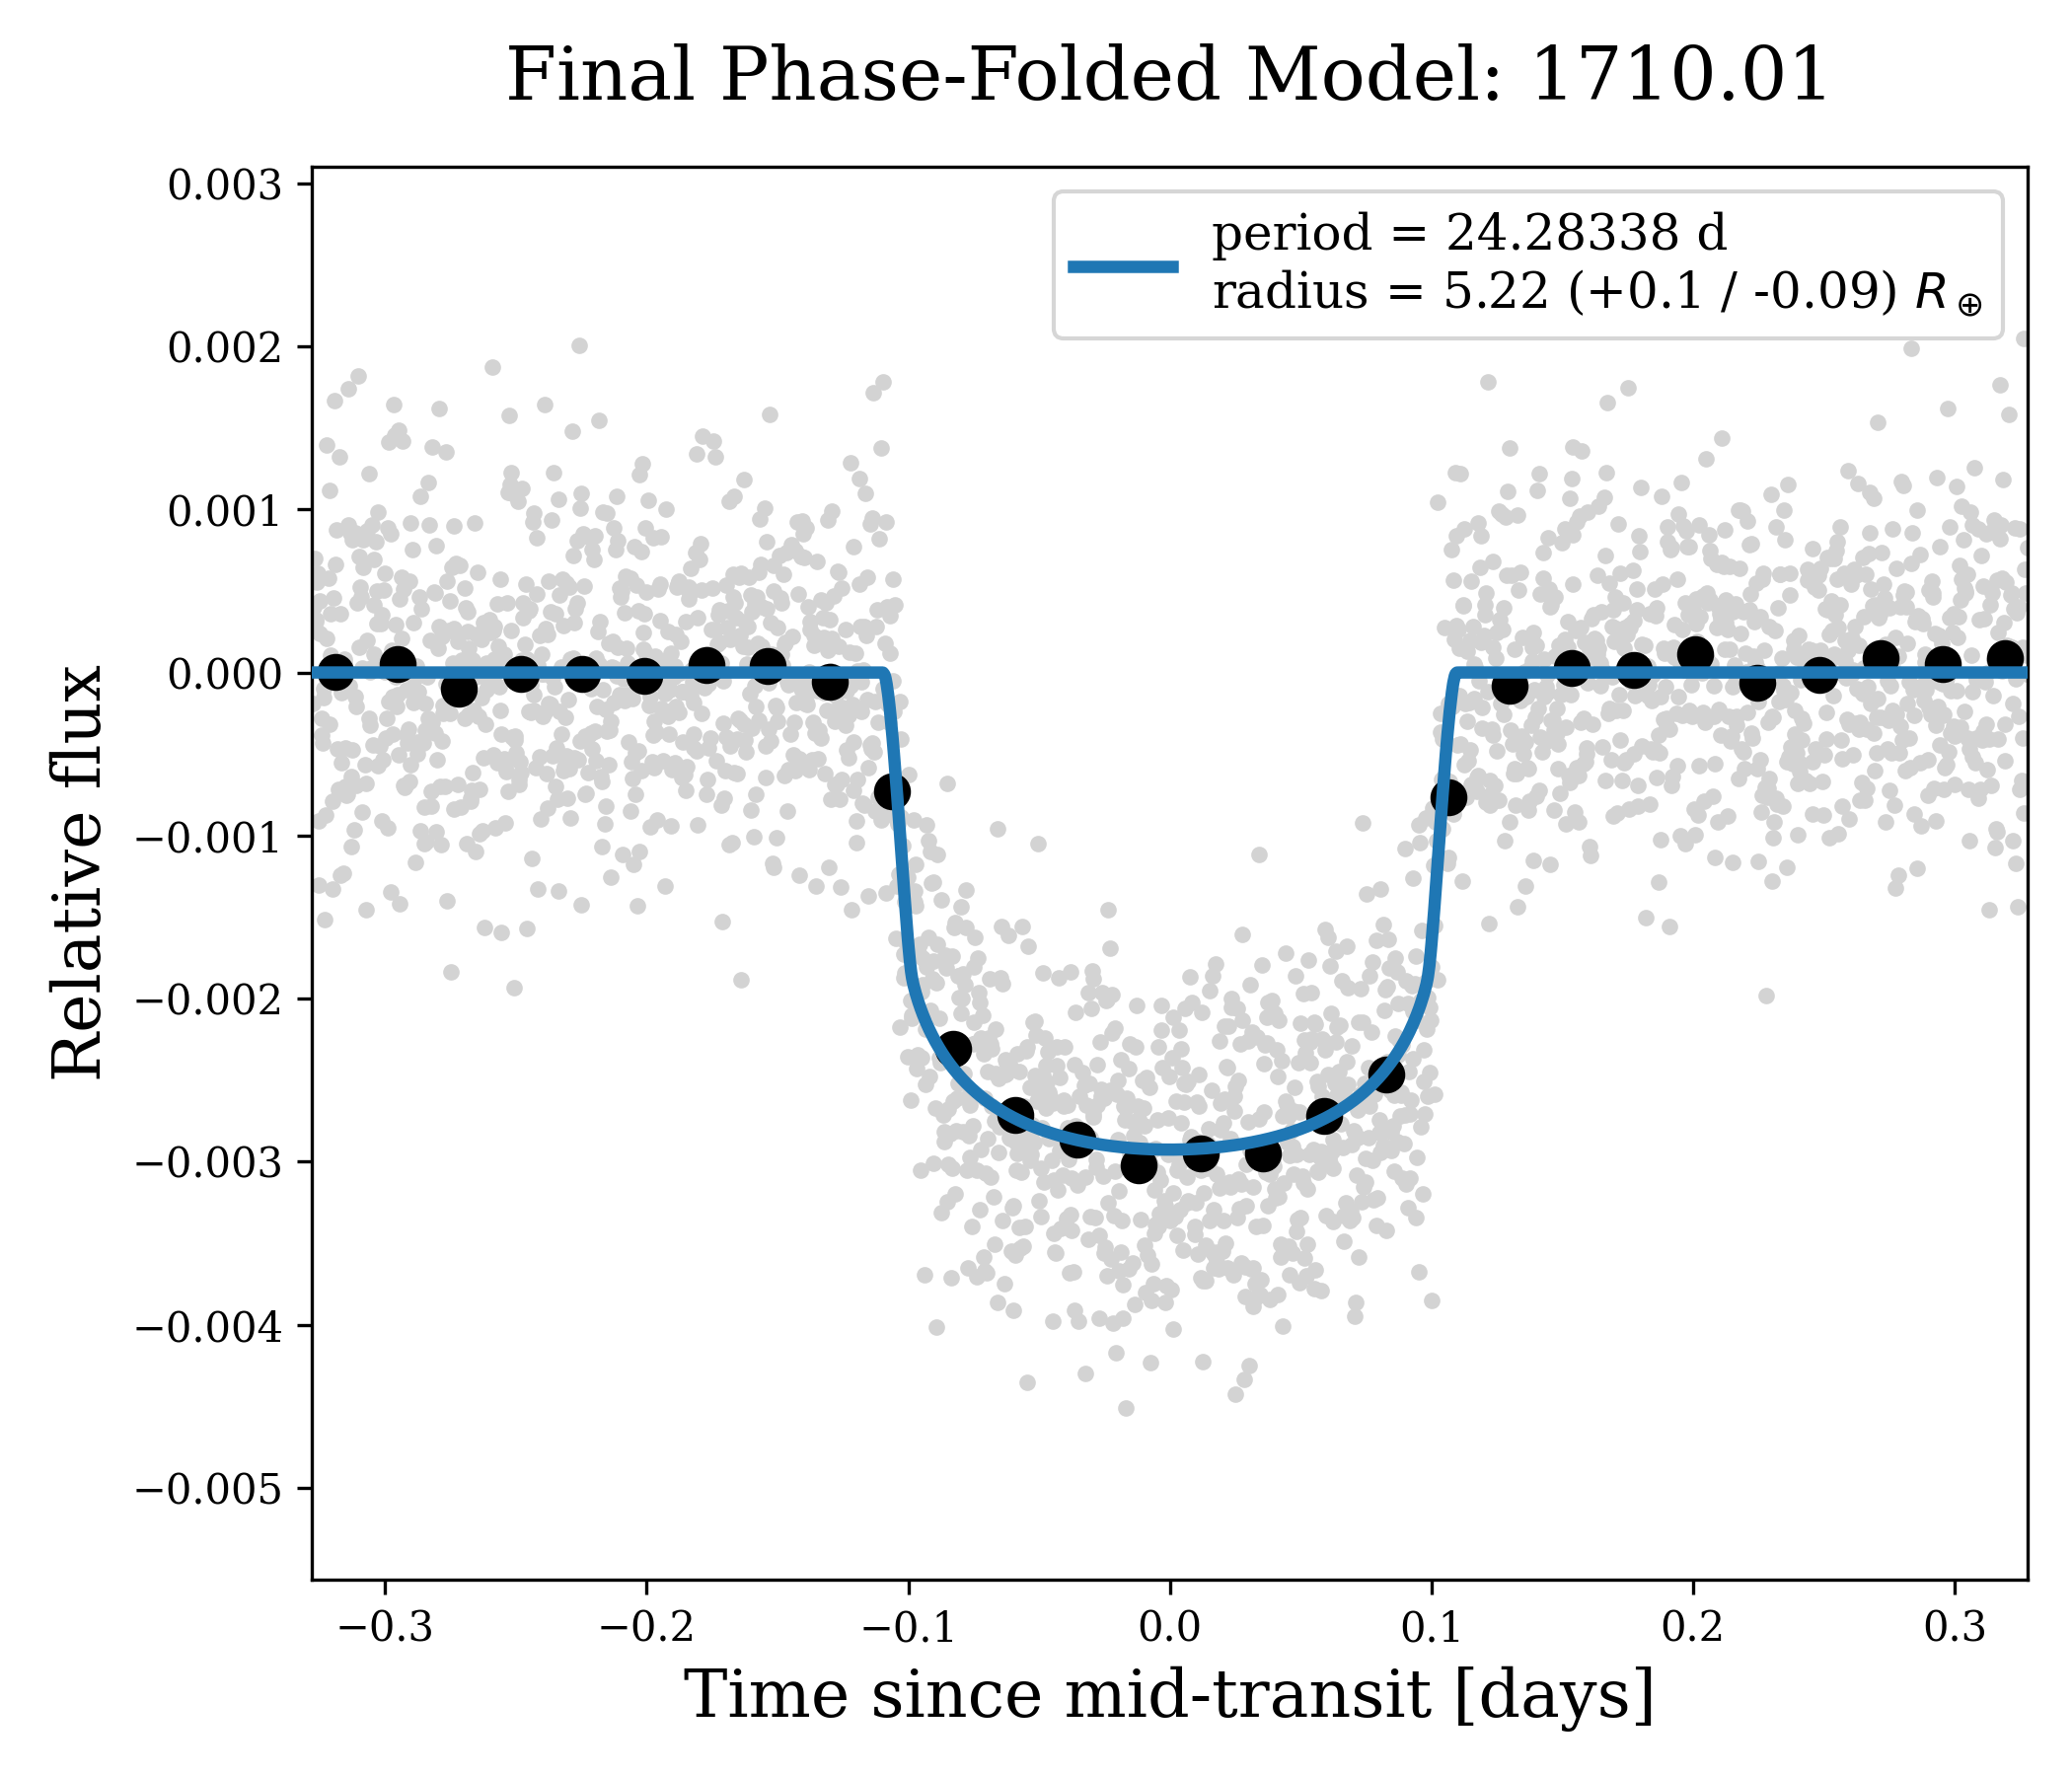 Final Phase-Folded Model: 1710.01
period = 24.28338 d
radius = 5.22 (+0.1 / -0.09) R⊕
0.003
0.002
0.001
0.000
−0.001
−0.002
−0.003
−0.004
−0.005
Relative flux
−0.3 −0.2 −0.1 0.0 0.1 0.2 0.3
Time since mid-transit [days]